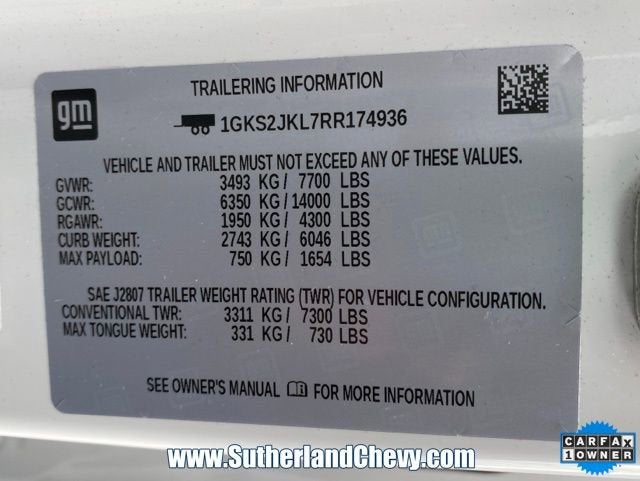 gm
TRAILERING INFORMATION
1GKS2JKL7RR174936
VEHICLE AND TRAILER MUST NOT EXCEED ANY OF THESE VALUES.
GVWR: 3493 KG / 7700 LBS
GCWR: 6350 KG / 14000 LBS
RGAWR: 1950 KG / 4300 LBS
CURB WEIGHT: 2743 KG / 6046 LBS
MAX PAYLOAD: 750 KG / 1654 LBS
SAE J2807 TRAILER WEIGHT RATING (TWR) FOR VEHICLE CONFIGURATION.
CONVENTIONAL TWR: 3311 KG / 7300 LBS
MAX TONGUE WEIGHT: 331 KG / 730 LBS
SEE OWNER'S MANUAL FOR MORE INFORMATION
www.SutherlandChevy.com
CARFAX
1 OWNER